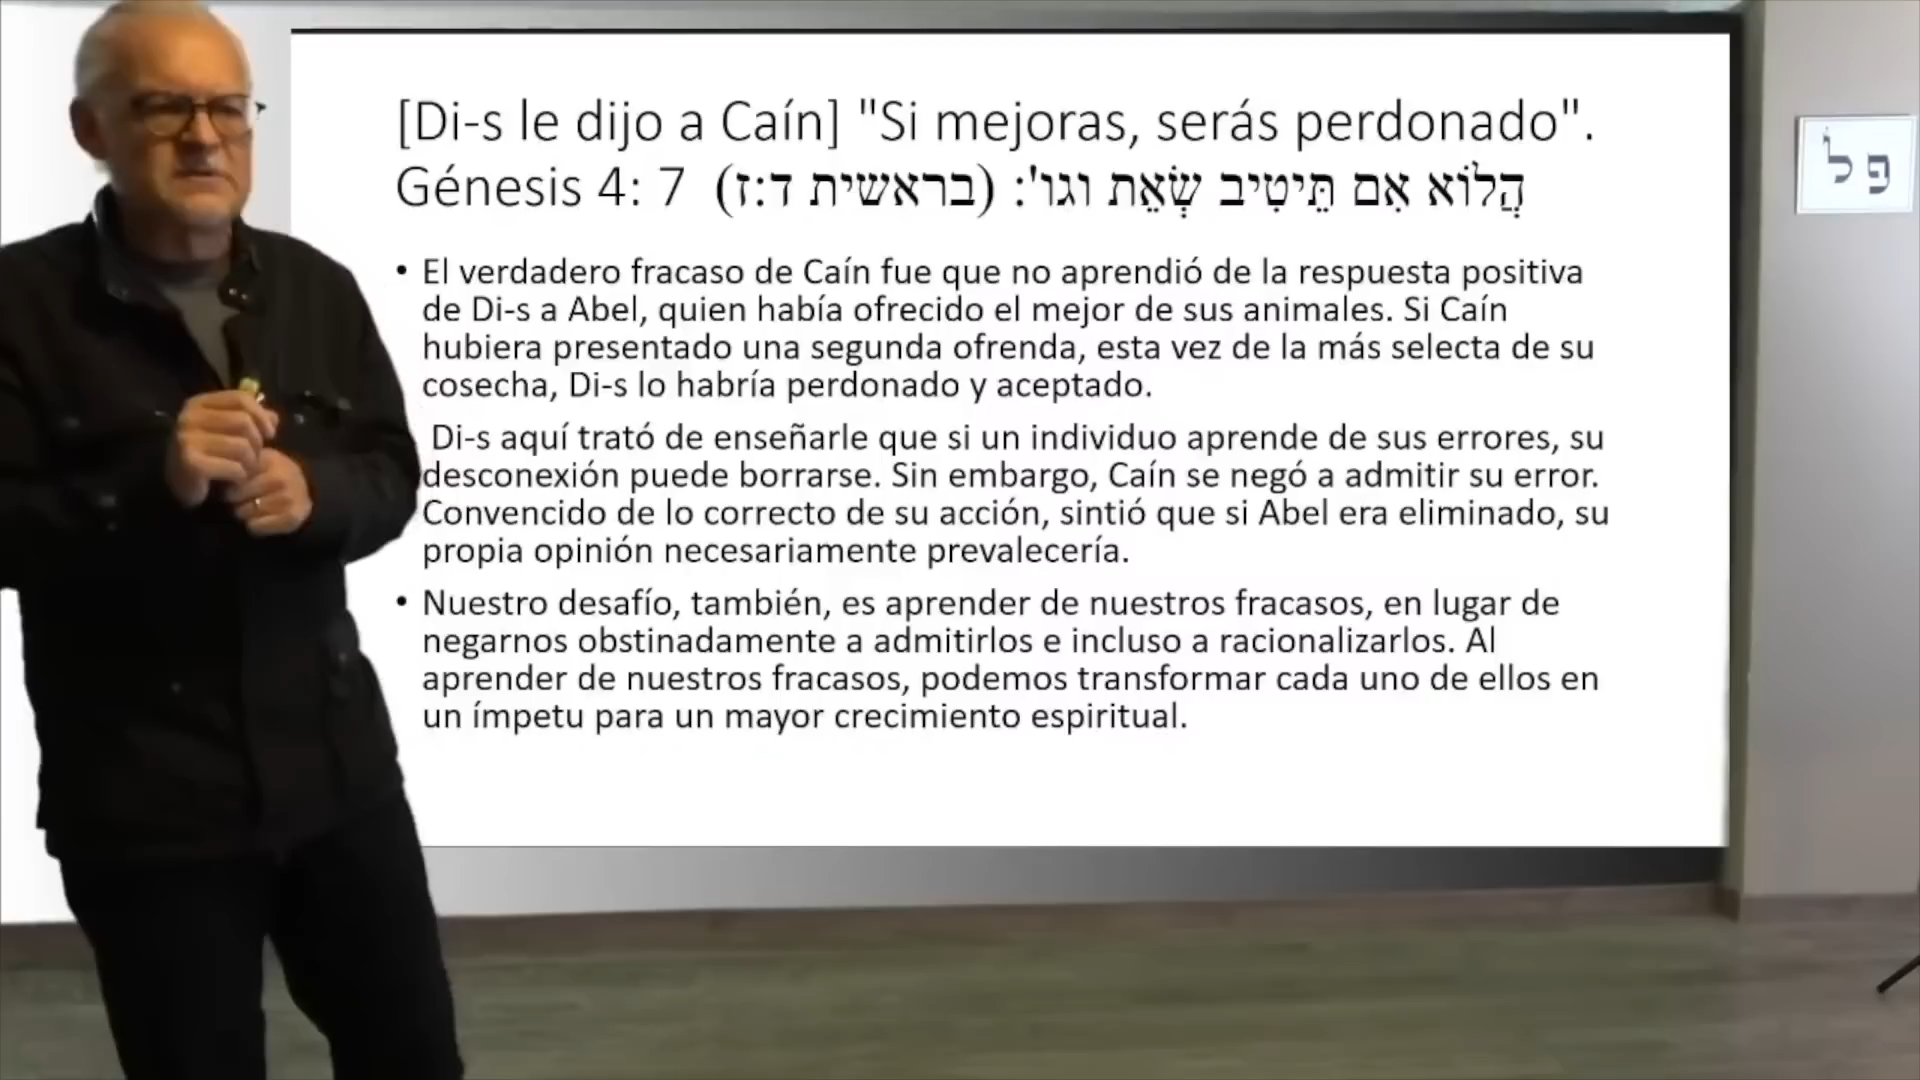 [Di-s le dijo a Caín] "Si mejoras, serás perdonado".
Génesis 4: 7 הֲלוֹא אִם תֵּיטִיב שְׂאֵת וגו': (בראשית ד:ז)
• El verdadero fracaso de Caín fue que no aprendió de la respuesta positiva
de Di-s a Abel, quien había ofrecido el mejor de sus animales. Si Caín
hubiera presentado una segunda ofrenda, esta vez de la más selecta de su
cosecha, Di-s lo habría perdonado y aceptado.
Di-s aquí trató de enseñarle que si un individuo aprende de sus errores, su
desconexión puede borrarse. Sin embargo, Caín se negó a admitir su error.
Convencido de lo correcto de su acción, sintió que si Abel era eliminado, su
propia opinión necesariamente prevalecería.
• Nuestro desafío, también, es aprender de nuestros fracasos, en lugar de
negarnos obstinadamente a admitirlos e incluso a racionalizarlos. Al
aprender de nuestros fracasos, podemos transformar cada uno de ellos en
un ímpetu para un mayor crecimiento espiritual.
פ ל